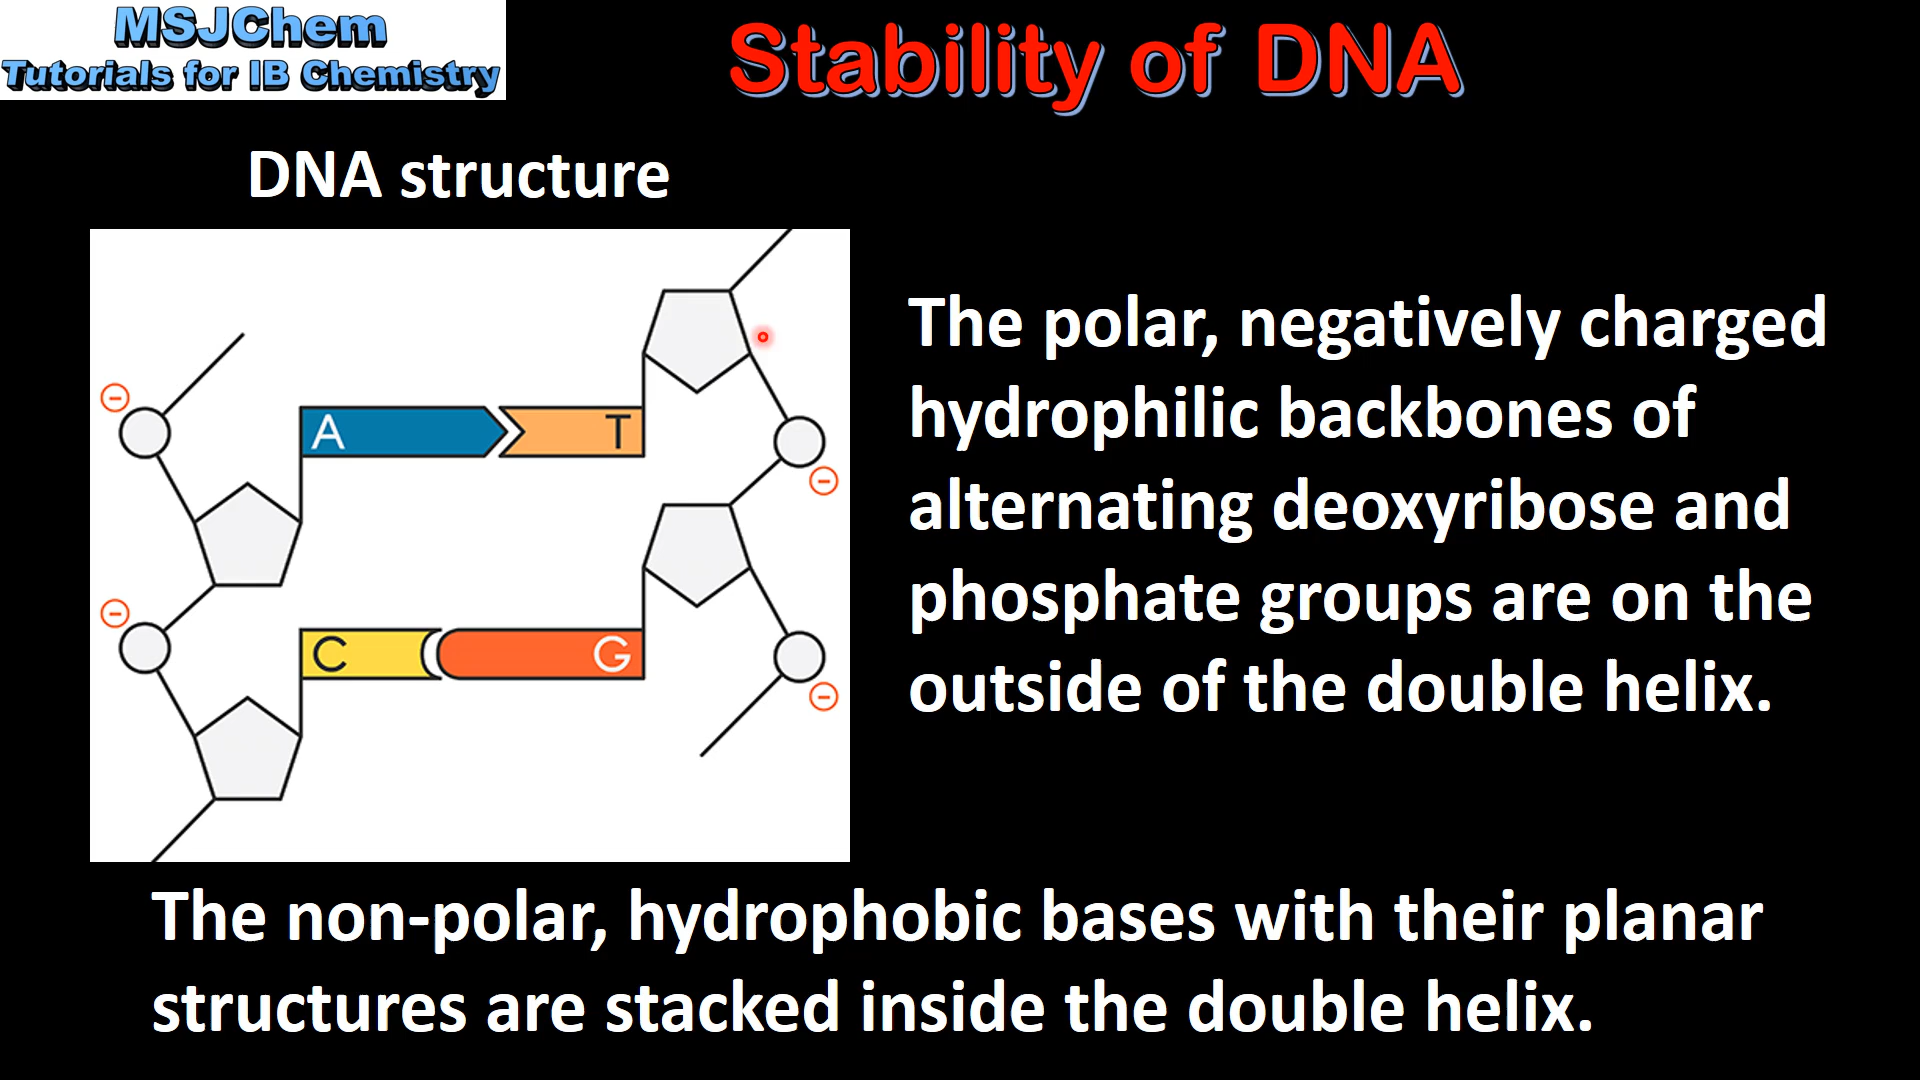 MSJChem
Tutorials for IB Chemistry
Stability of DNA
DNA structure
A
T
C
G
The polar, negatively charged
hydrophilic backbones of
alternating deoxyribose and
phosphate groups are on the
outside of the double helix.
The non-polar, hydrophobic bases with their planar
structures are stacked inside the double helix.